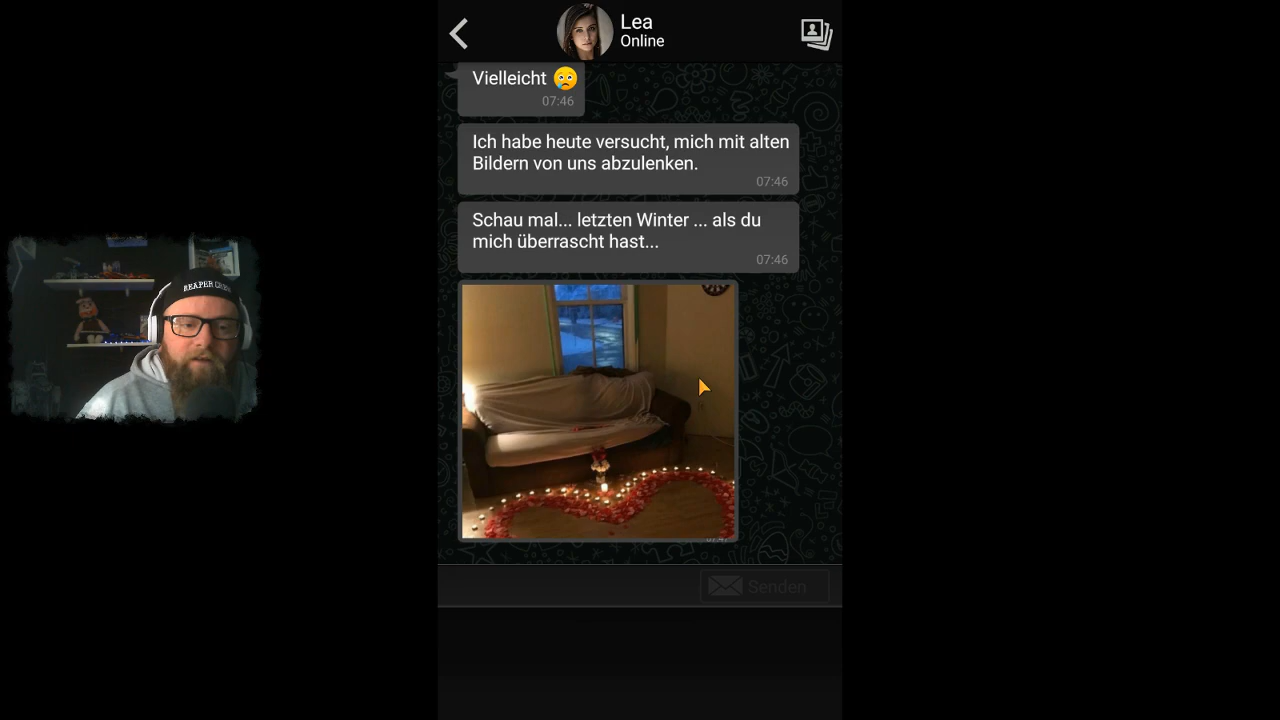 Lea
Online
Vielleicht 😢
07:46
Ich habe heute versucht, mich mit alten
Bildern von uns abzulenken.
07:46
Schau mal... letzten Winter ... als du
mich überrascht hast...
07:46
Senden
REAPER